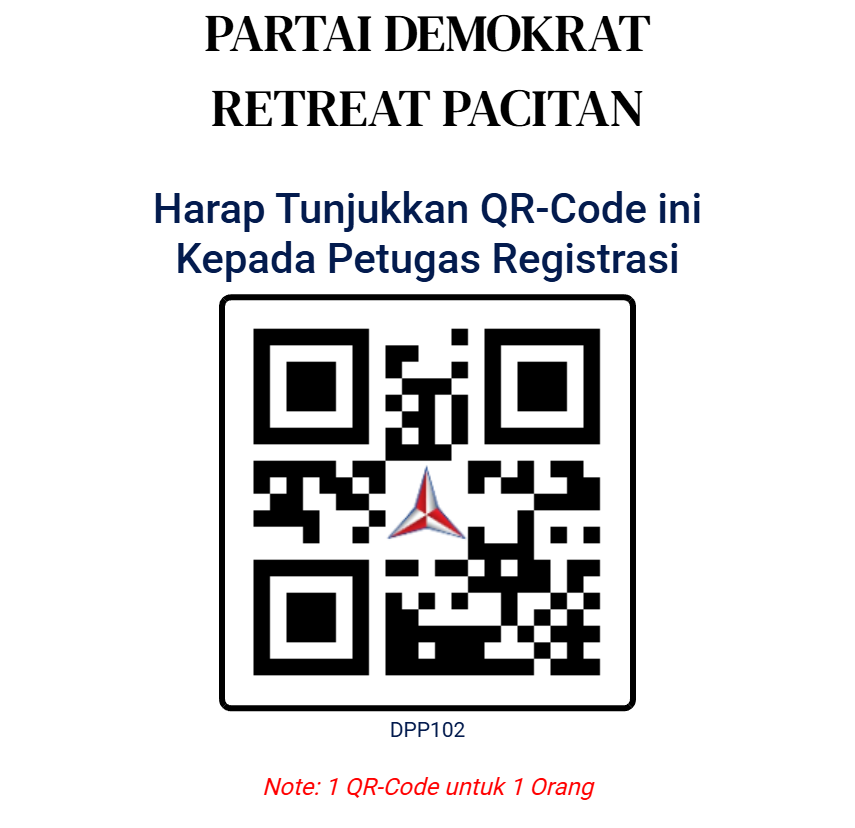 PARTAI DEMOKRAT
RETREAT PACITAN
Harap Tunjukkan QR-Code ini
Kepada Petugas Registrasi
DPP102
Note: 1 QR-Code untuk 1 Orang